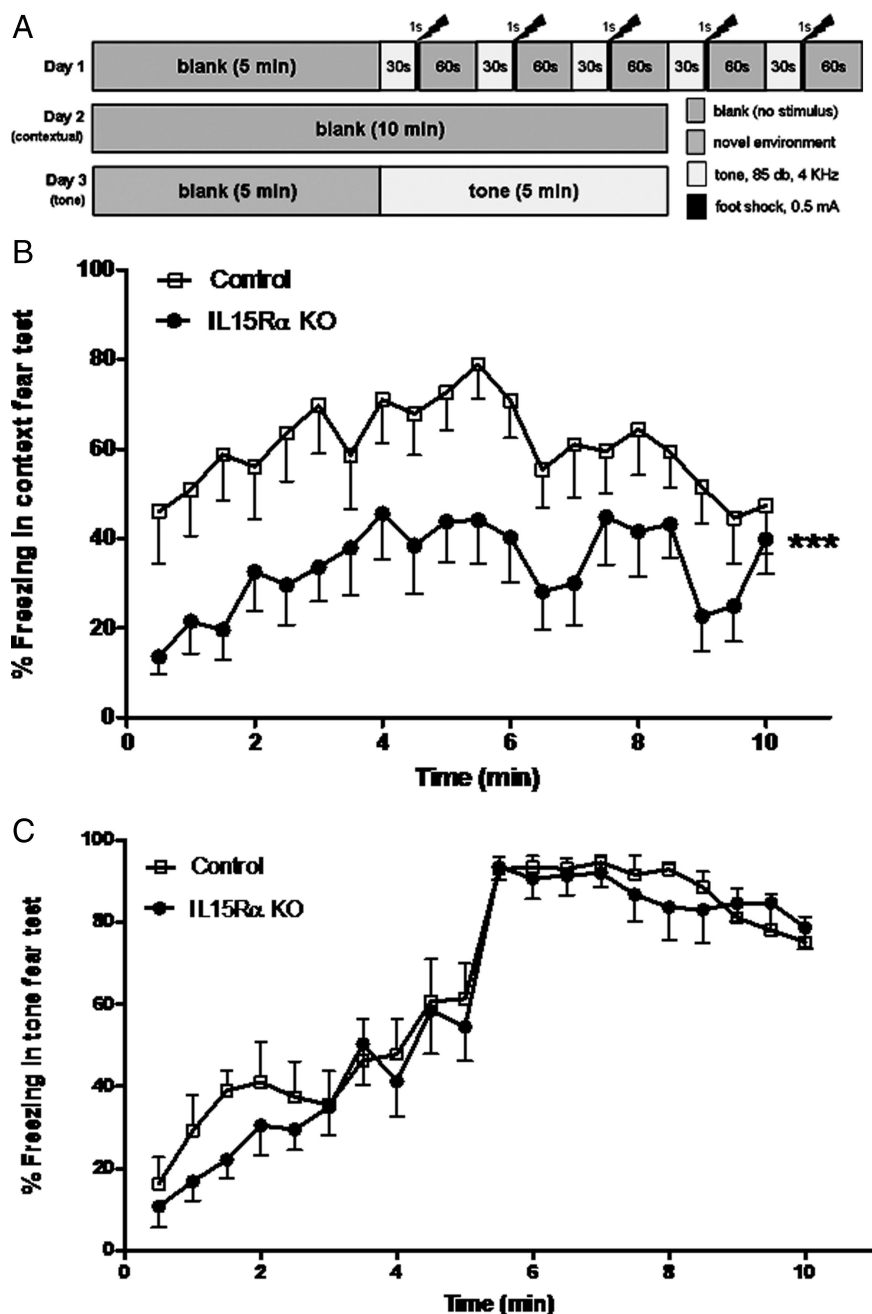 A
1s 1s 1s 1s 1s
Day 1 blank (5 min) 30s 60s 30s 60s 30s 60s 30s 60s 30s 60s
Day 2
(contextual)
blank (10 min)
Day 3
(tone)
blank (5 min) tone (5 min)
blank (no stimulus)
novel environment
tone, 85 db, 4 KHz
foot shock, 0.5 mA
B
% Freezing in context fear test
100
80
60
40
20
0
Control
IL15Rα KO
***
0 2 4 6 8 10
Time (min)
C
% Freezing in tone fear test
100
80
60
40
20
0
Control
IL15Rα KO
0 2 4 6 8 10
Time (min)